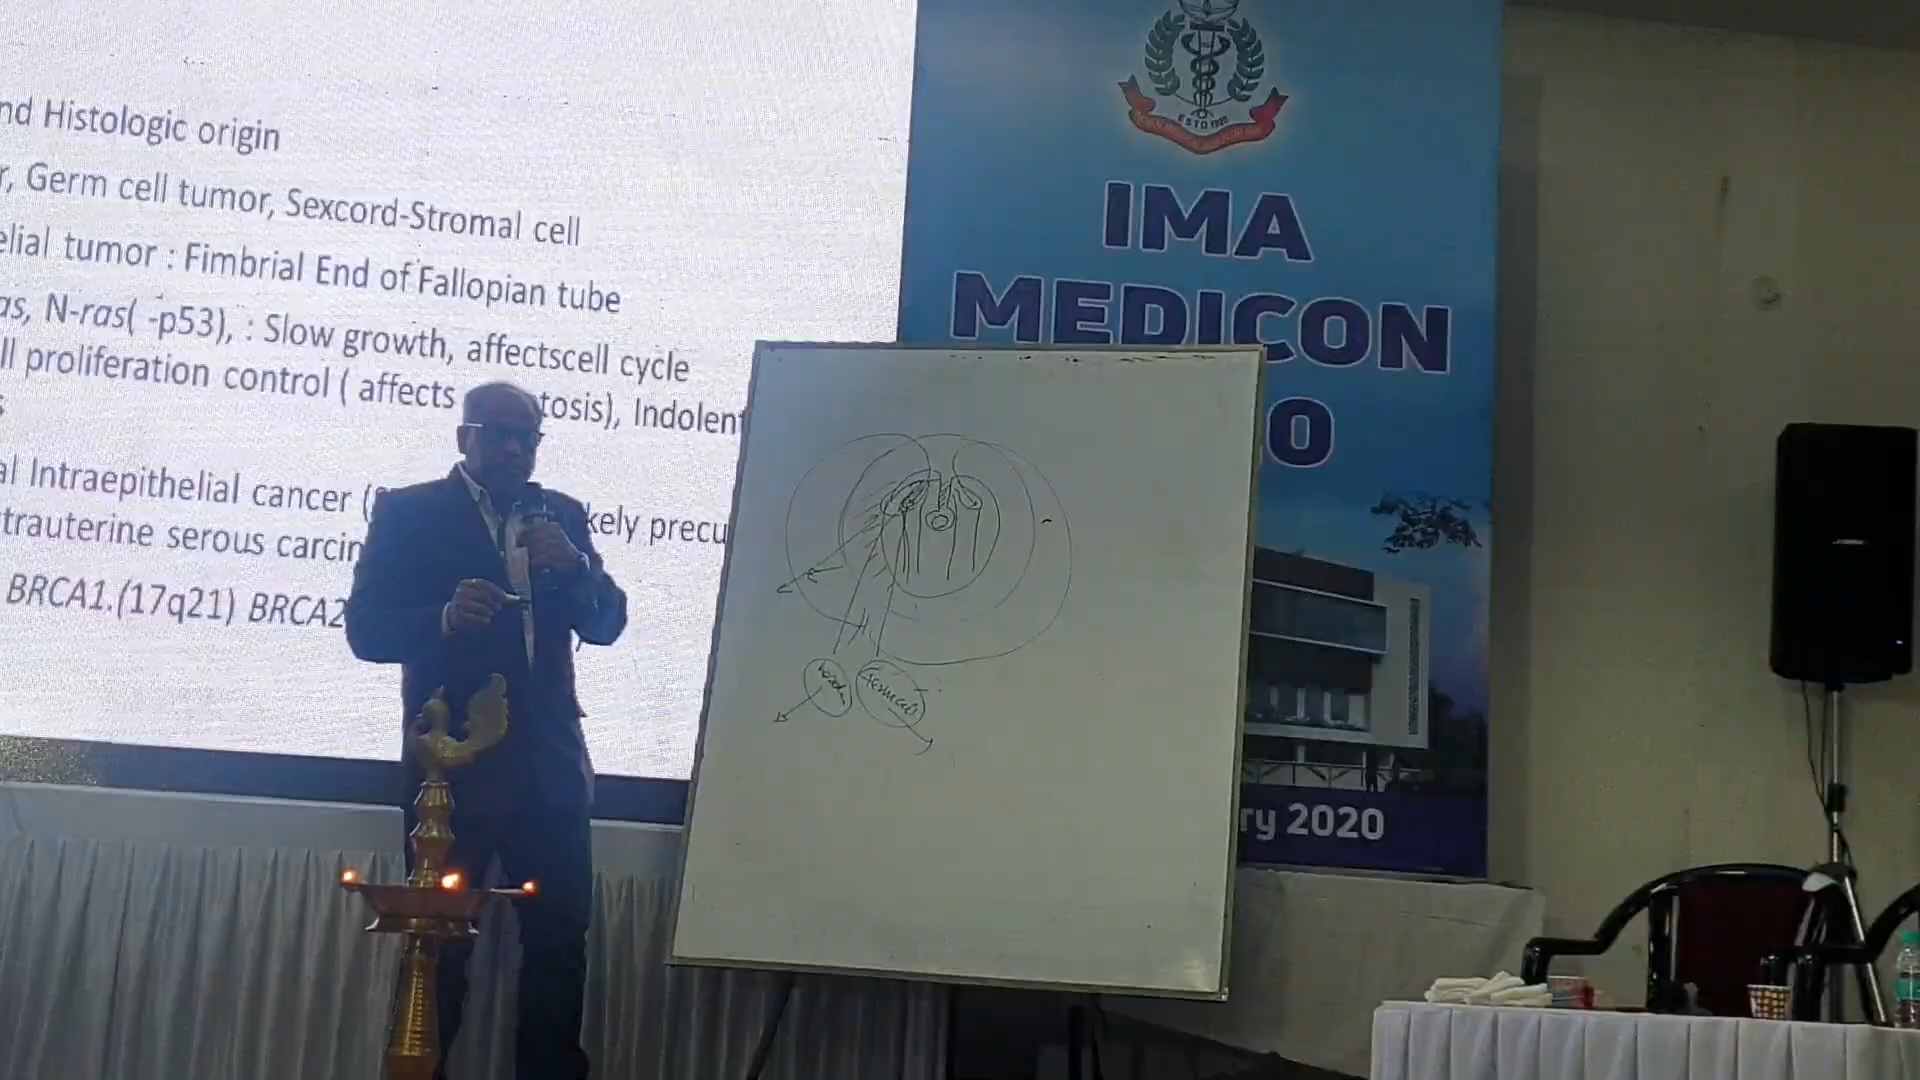 nd Histologic origin
r, Germ cell tumor, Sexcord-Stromal cell
elial tumor : Fimbrial End of Fallopian tube
as, N-ras( -p53), : Slow growth, affectscell cycle
ll proliferation control ( affects tosis), Indolent
s
al Intraepithelial cancer ( kely precu
trauterine serous carcin
BRCA1.(17q21) BRCA2
ESTD
IMA
MEDICON
0
ry 2020